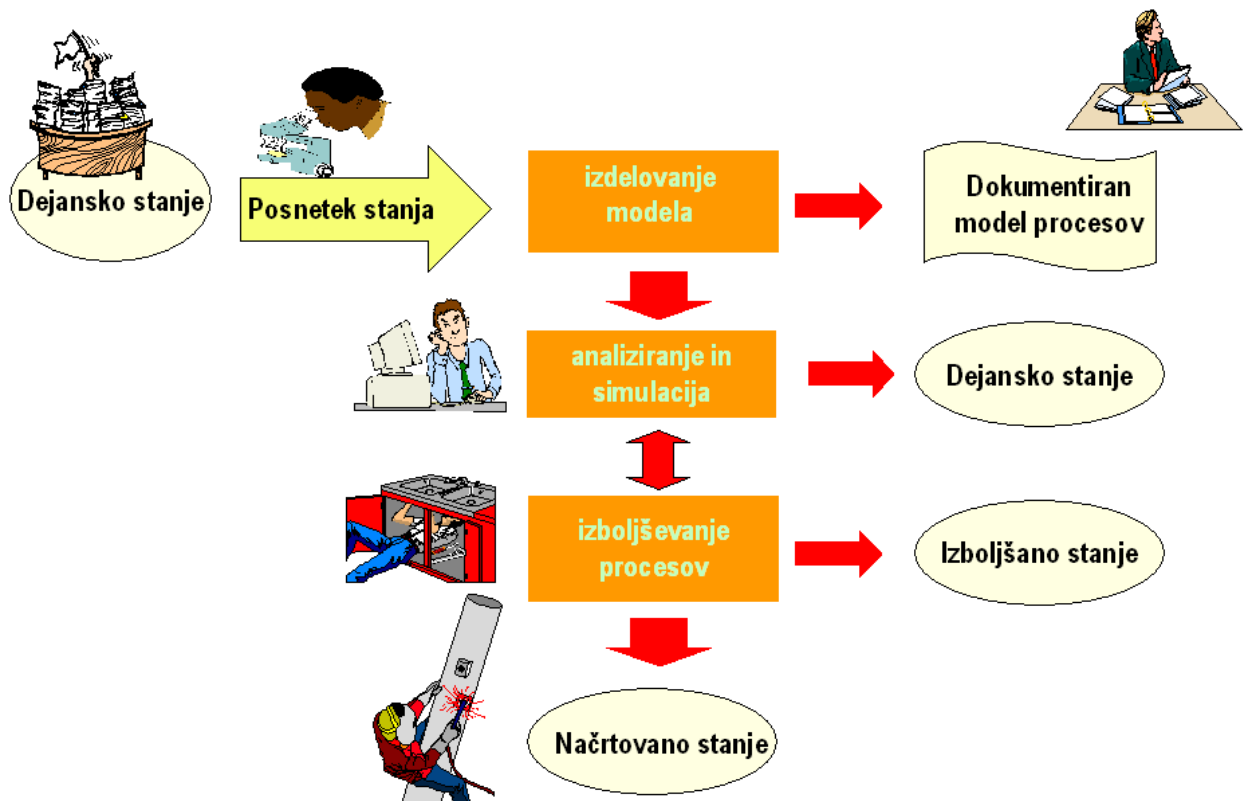 Dejansko stanje
Posnetek stanja
izdelovanje
modela
Dokumentiran
model procesov
analiziranje in
simulacija
Dejansko stanje
izboljševanje
procesov
Izboljšano stanje
Načrtovano stanje